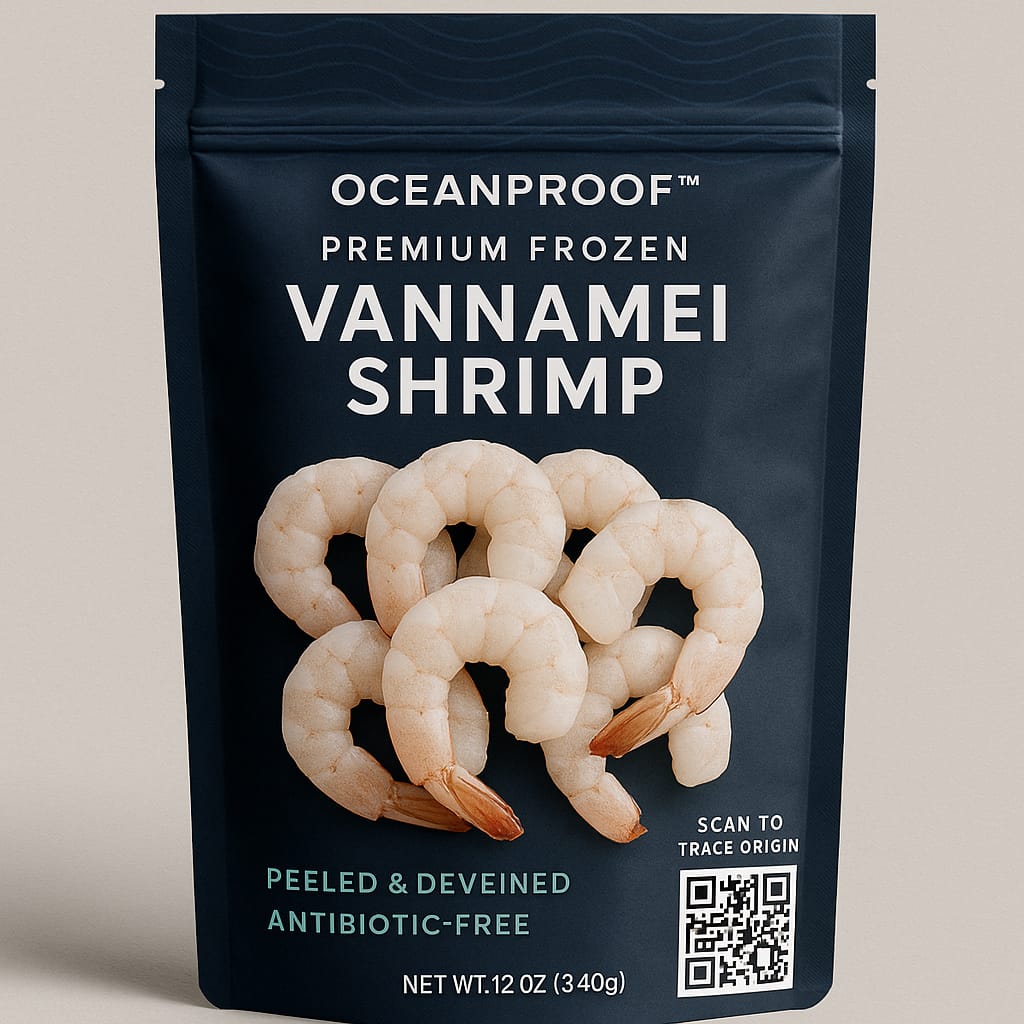 OCEANPROOF™
PREMIUM FROZEN
VANNAMEI
SHRIMP
SCAN TO
TRACE ORIGIN
PEELED & DEVEINED
ANTIBIOTIC-FREE
NET WT.12 OZ (340g)